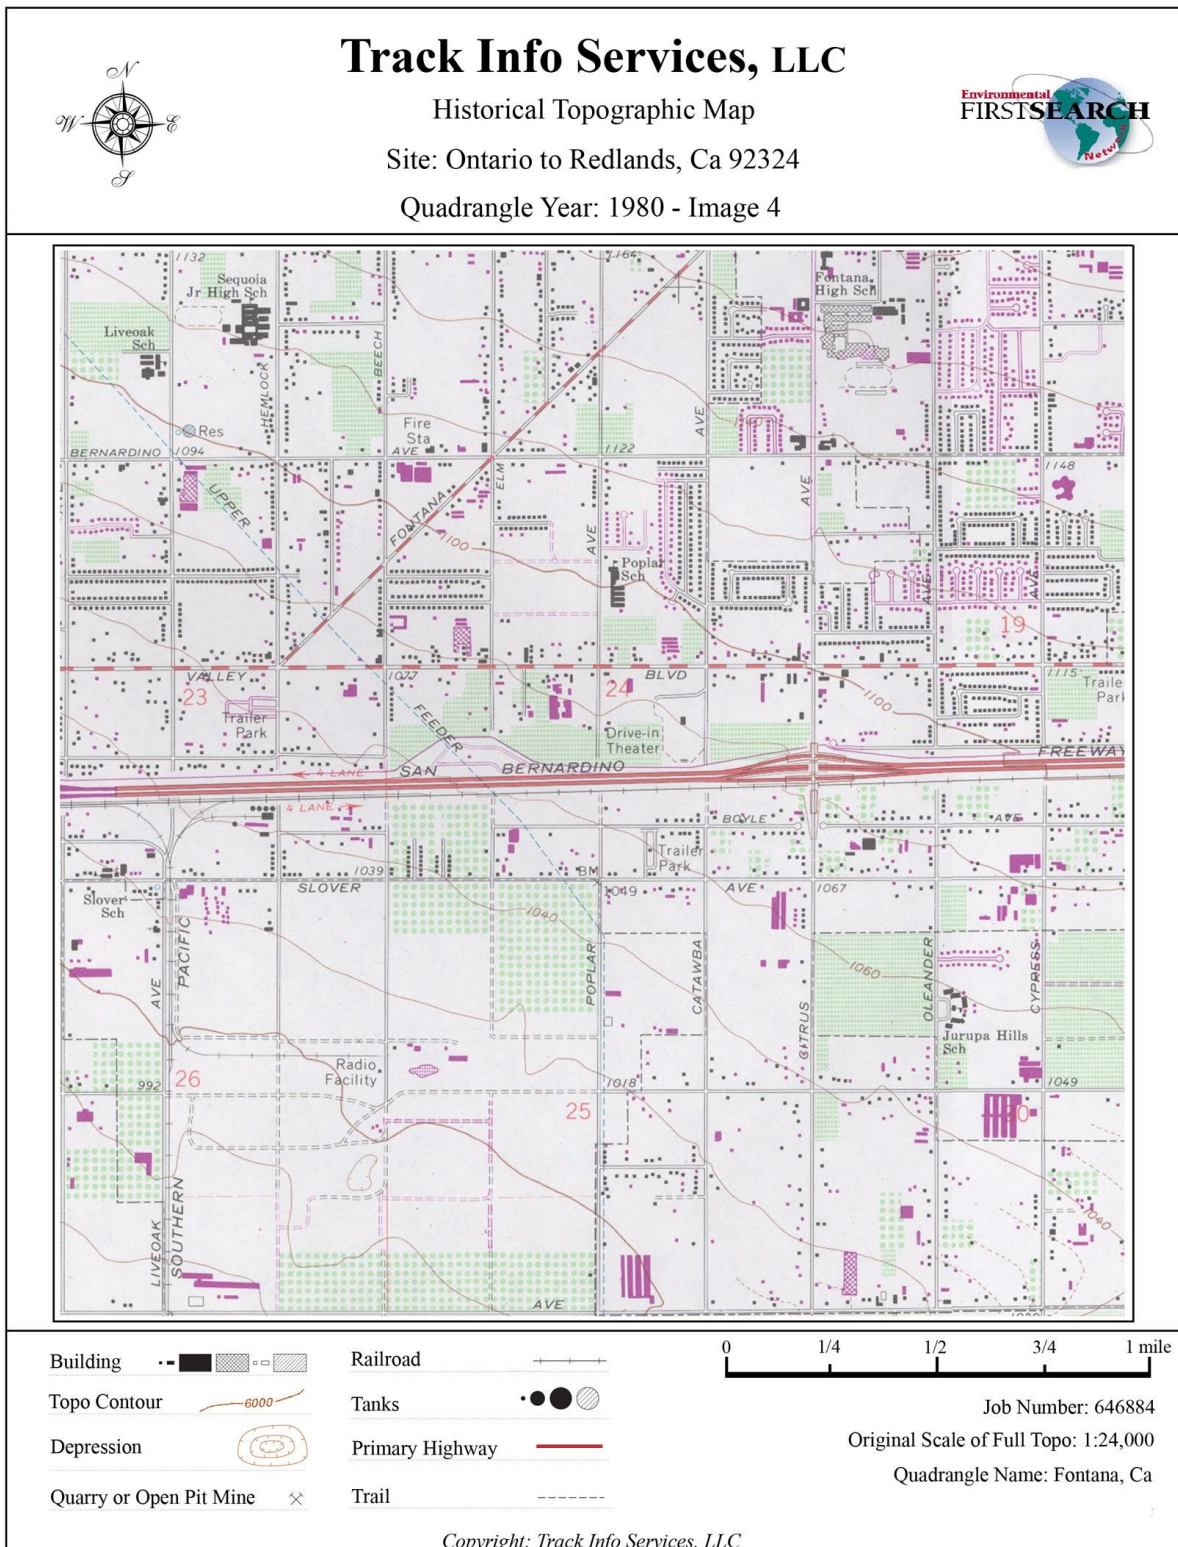 Track Info Services, LLC
Historical Topographic Map
Site: Ontario to Redlands, Ca 92324
Quadrangle Year: 1980 - Image 4
N
W E
S
Environmental
FIRSTSEARCH
Network
1132
1164
Sequoia
Jr High Sch
Fontana
High Sch
Liveoak
Sch
BEECH
HEMLOCK
Fire
Sta
AVE
Res
AVE
BERNARDINO
1094
1122
1148
UPPER
ELM
FONTANA
AVE
1100
AVE
Poplar
Sch
AVE
AVE
19
VALLEY
1077
BLVD
1115
23
24
Trailer
Park
Trailer
Park
1100
FEEDER
Drive-in
Theater
4 LANE
SAN BERNARDINO
FREEWAY
4 LANE
BOYLE
AVE
Trailer
Park
1039
BM
SLOVER
1049
AVE
1067
Slover
Sch
1040
PACIFIC
AVE
POPLAR
CATAWBA
CITRUS
1060
OLEANDER
CYPRESS
Jurupa Hills
Sch
Radio
Facility
992
26
1018
1049
25
30
1040
SOUTHERN
LIVEOAK
AVE
Building
Topo Contour
6000
Depression
Quarry or Open Pit Mine
Railroad
Tanks
Primary Highway
Trail
0 1/4 1/2 3/4 1 mile
Job Number: 646884
Original Scale of Full Topo: 1:24,000
Quadrangle Name: Fontana, Ca
Copyright: Track Info Services, LLC